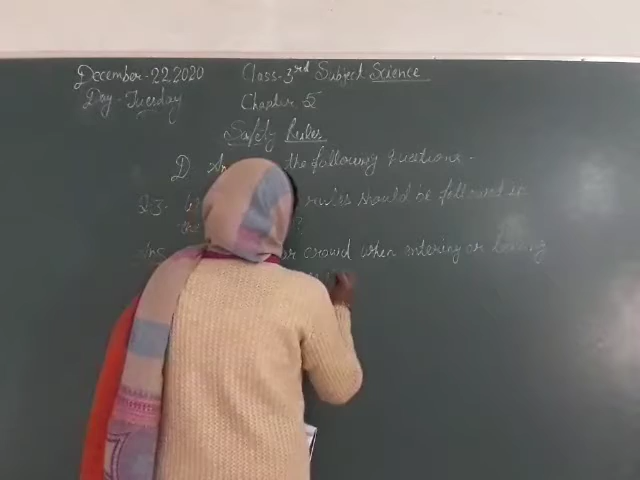 December-22 2020 Class-3rd Subject Science
Day-Tuesday Chapter 5
Safety Rules
D the following questions.
Q3. rules should be followed in
the ?
Ans crowd when entering or leaving